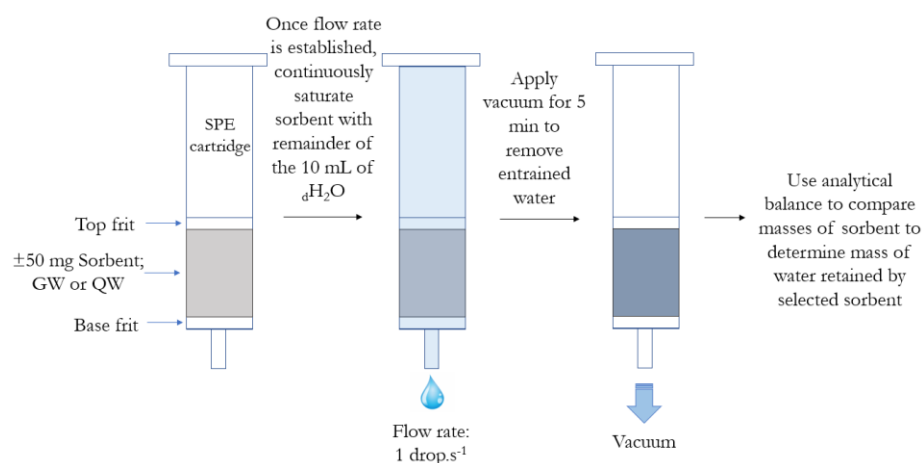 SPE
cartridge
Top frit
±50 mg Sorbent;
GW or QW
Base frit
Once flow rate
is established,
continuously
saturate
sorbent with
remainder of
the 10 mL of
dH2O
Flow rate:
1 drop.s-1
Apply
vacuum for 5
min to
remove
entrained
water
Vacuum
Use analytical
balance to compare
masses of sorbent to
determine mass of
water retained by
selected sorbent